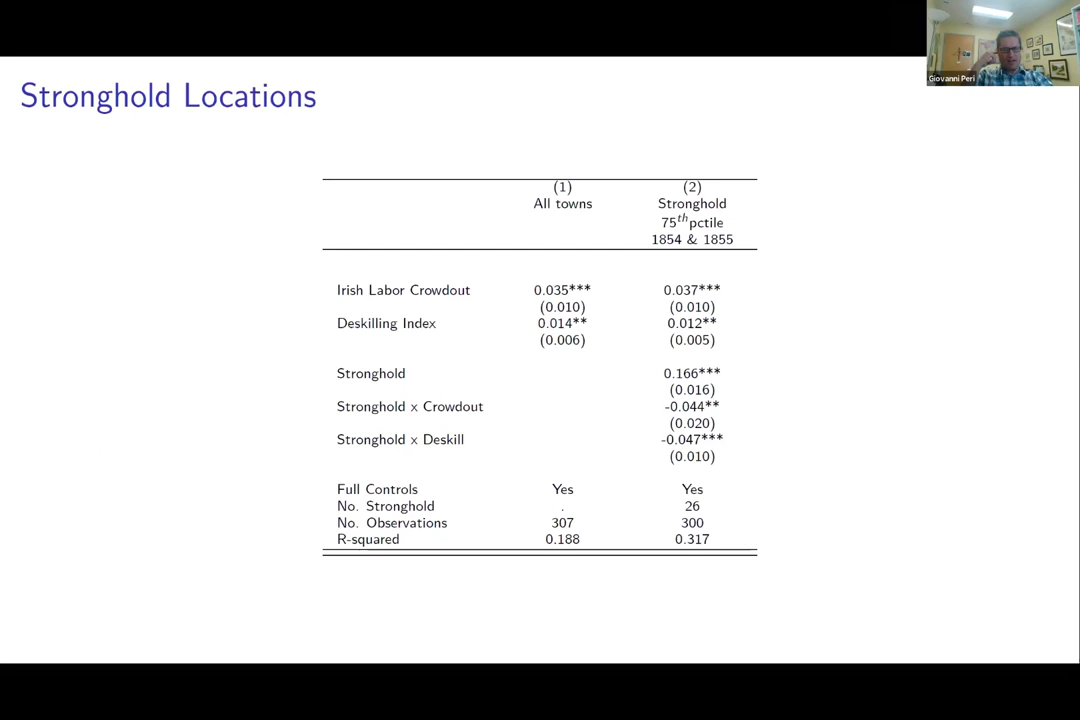 Giovanni Peri
Stronghold Locations
(1) (2)
All towns Stronghold
75th pctile
1854 & 1855
Irish Labor Crowdout 0.035*** 0.037***
(0.010) (0.010)
Deskilling Index 0.014** 0.012**
(0.006) (0.005)
Stronghold 0.166***
(0.016)
Stronghold x Crowdout -0.044**
(0.020)
Stronghold x Deskill -0.047***
(0.010)
Full Controls Yes Yes
No. Stronghold . 26
No. Observations 307 300
R-squared 0.188 0.317